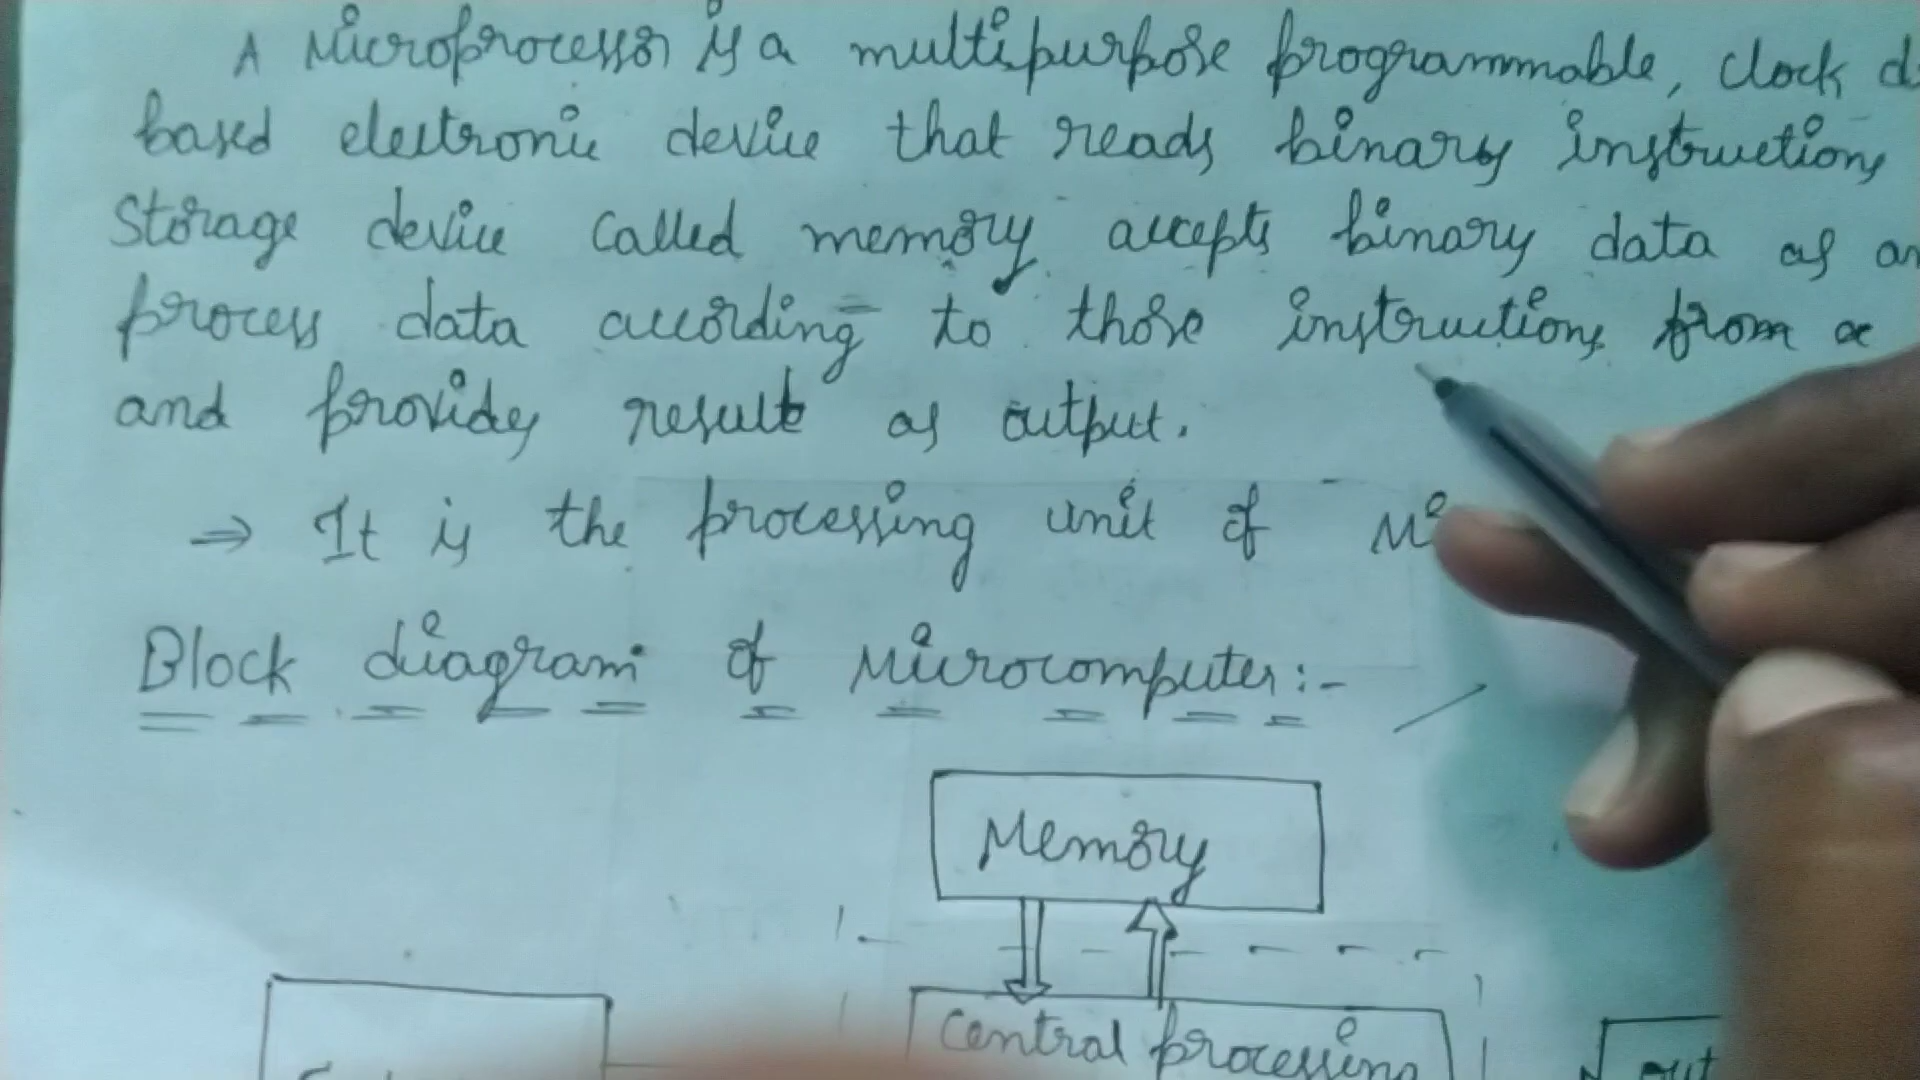 A Microprocessor is a multipurpose programmable, clock
based electronic device that reads binary instructions
Storage device called memory accepts binary data as
process data according to those instructions from
and provides result as output.
⇒ It is the processing unit of
Block diagram of Microcomputer:-
Memory
Central processing
out